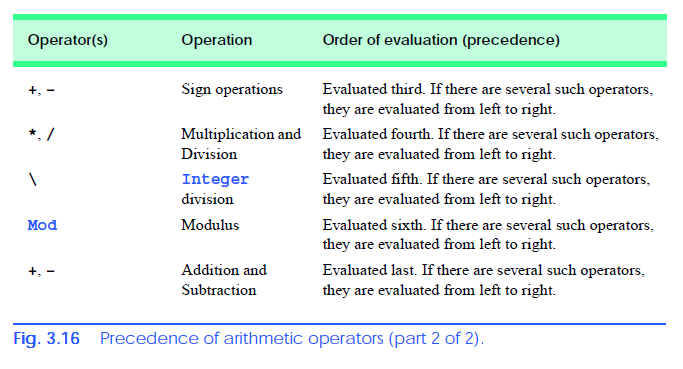 Operator(s) Operation Order of evaluation (precedence)
+, – Sign operations Evaluated third. If there are several such operators,
they are evaluated from left to right.
*, / Multiplication and Evaluated fourth. If there are several such operators,
Division they are evaluated from left to right.
\ Integer Evaluated fifth. If there are several such operators,
division they are evaluated from left to right.
Mod Modulus Evaluated sixth. If there are several such operators,
they are evaluated from left to right.
+, – Addition and Evaluated last. If there are several such operators,
Subtraction they are evaluated from left to right.
Fig. 3.16 Precedence of arithmetic operators (part 2 of 2).